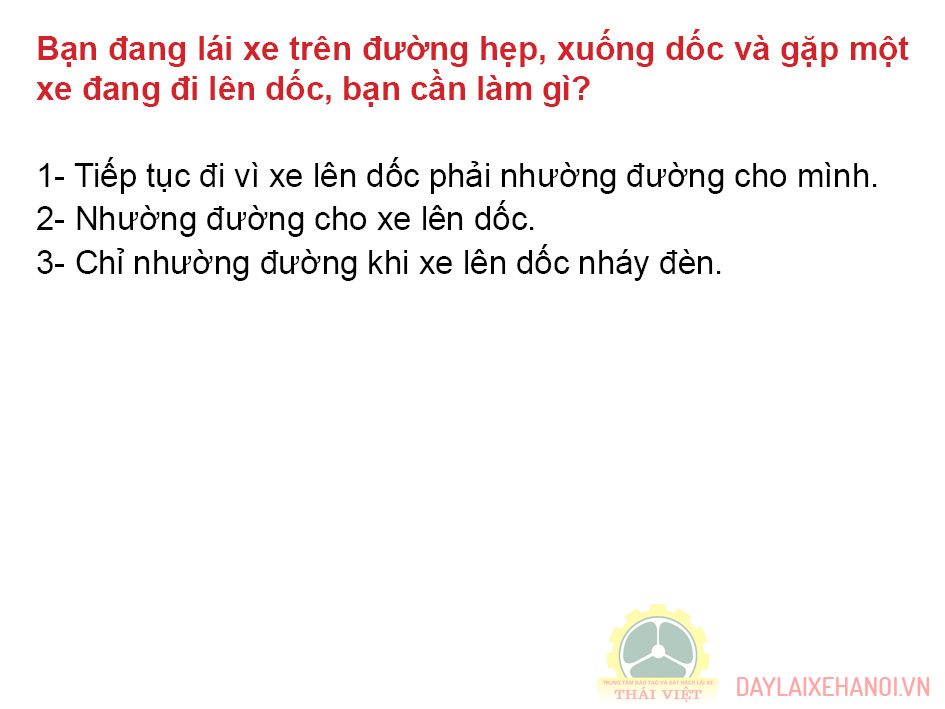 Bạn đang lái xe trên đường hẹp, xuống dốc và gặp một
xe đang đi lên dốc, bạn cần làm gì?
1- Tiếp tục đi vì xe lên dốc phải nhường đường cho mình.
2- Nhường đường cho xe lên dốc.
3- Chỉ nhường đường khi xe lên dốc nháy đèn.
TRUNG TÂM ĐÀO TẠO VÀ SÁT HẠCH LÁI XE
THÁI VIỆT
DAYLAIXEHANOI.VN